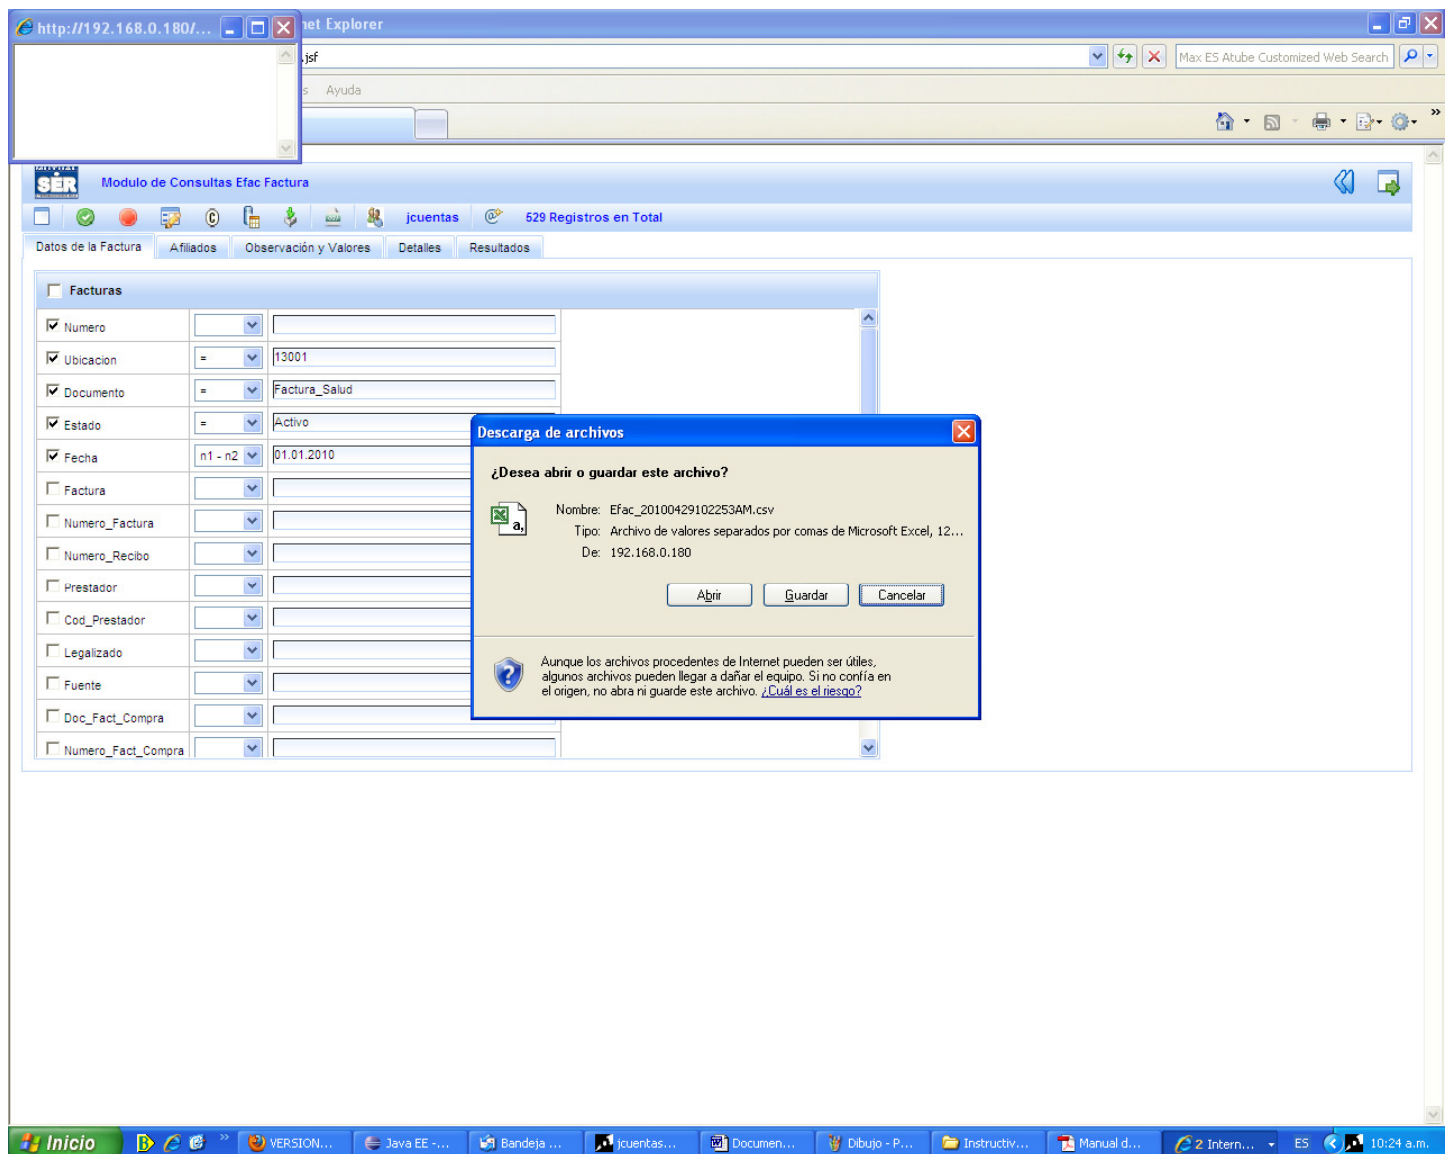 http://192.168.0.180/...
net Explorer
.jsf
Max ES Atube Customized Web Search
s Ayuda
SER
Modulo de Consultas Efac Factura
jcuentas
529 Registros en Total
Datos de la Factura
Afiliados
Observación y Valores
Detalles
Resultados
Facturas
Numero
Ubicacion = 13001
Documento = Factura_Salud
Estado = Activo
Fecha n1 - n2 01.01.2010
Factura
Numero_Factura
Numero_Recibo
Prestador
Cod_Prestador
Legalizado
Fuente
Doc_Fact_Compra
Numero_Fact_Compra
Descarga de archivos
¿Desea abrir o guardar este archivo?
Nombre: Efac_20100429102253AM.csv
Tipo: Archivo de valores separados por comas de Microsoft Excel, 12...
De: 192.168.0.180
Abrir
Guardar
Cancelar
Aunque los archivos procedentes de Internet pueden ser útiles,
algunos archivos pueden llegar a dañar el equipo. Si no confía en
el origen, no abra ni guarde este archivo. ¿Cuál es el riesgo?
Inicio
VERSION...
Java EE -...
Bandeja ...
jcuentas...
Documen...
Dibujo - P...
Instructiv...
Manual d...
2 Intern...
ES
10:24 a.m.